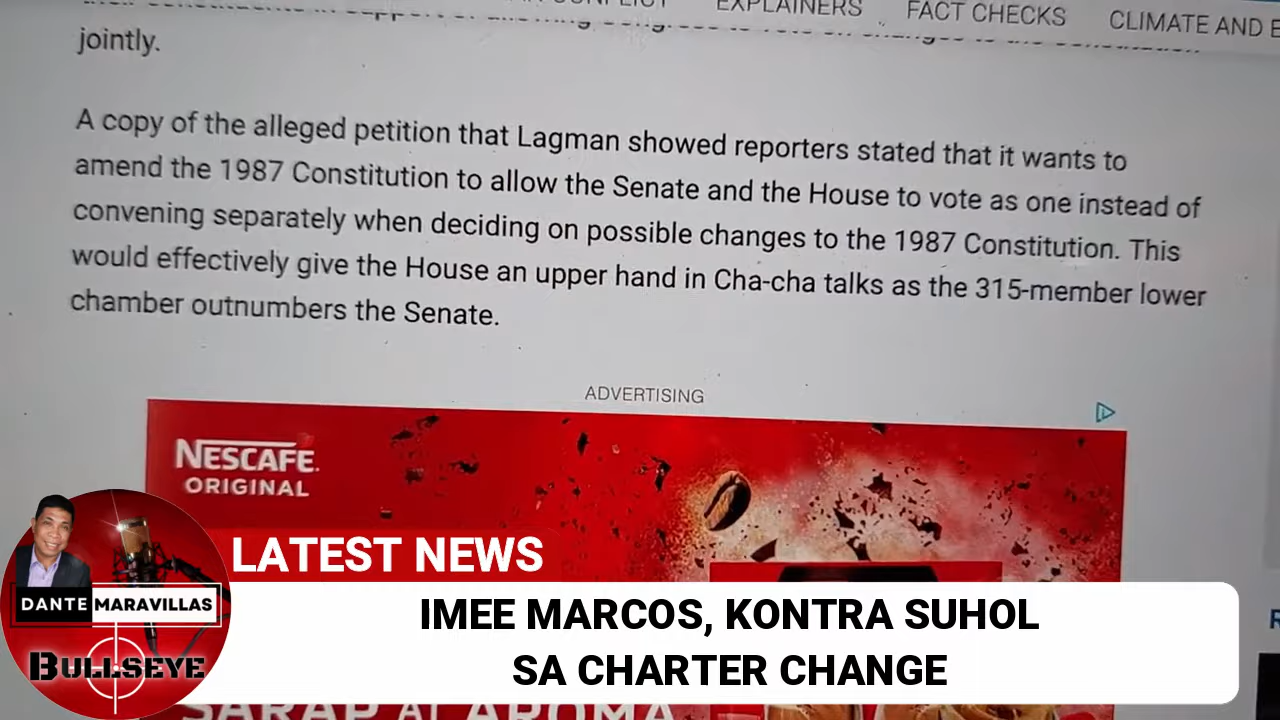 EXPLAINERS FACT CHECKS CLIMATE AND
jointly.
A copy of the alleged petition that Lagman showed reporters stated that it wants to
amend the 1987 Constitution to allow the Senate and the House to vote as one instead of
convening separately when deciding on possible changes to the 1987 Constitution. This
would effectively give the House an upper hand in Cha-cha talks as the 315-member lower
chamber outnumbers the Senate.
ADVERTISING
NESCAFÉ.
ORIGINAL
LATEST NEWS
DANTE MARAVILLAS
BULLSEYE
IMEE MARCOS, KONTRA SUHOL
SA CHARTER CHANGE
SARAP AT AROMA